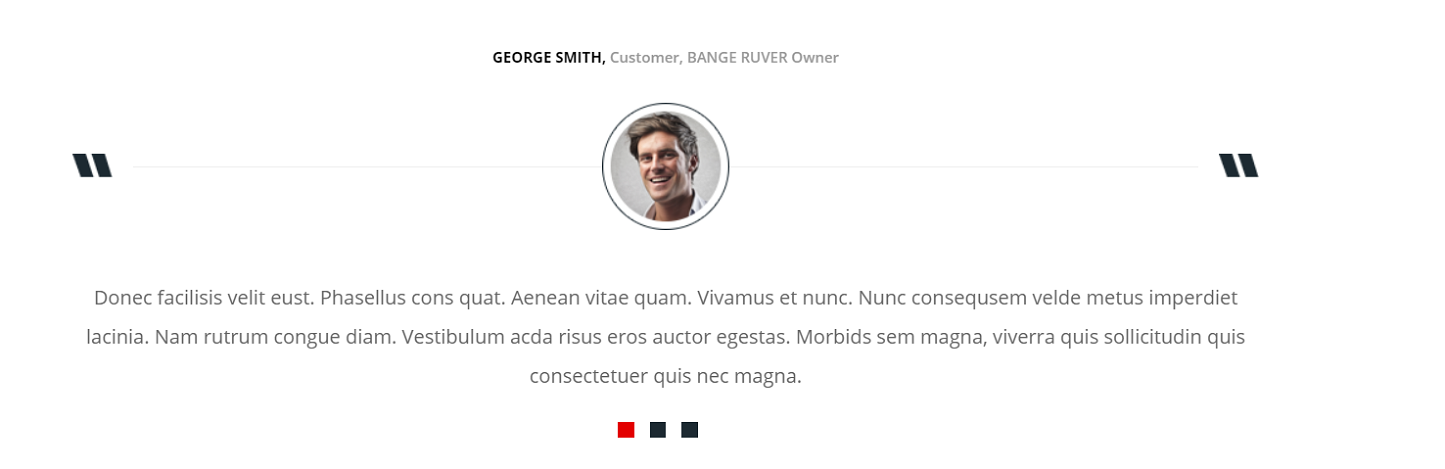 GEORGE SMITH, Customer, BANGE RUVER Owner
Donec facilisis velit eust. Phasellus cons quat. Aenean vitae quam. Vivamus et nunc. Nunc consequsem velde metus imperdiet
lacinia. Nam rutrum congue diam. Vestibulum acda risus eros auctor egestas. Morbids sem magna, viverra quis sollicitudin quis
consectetuer quis nec magna.